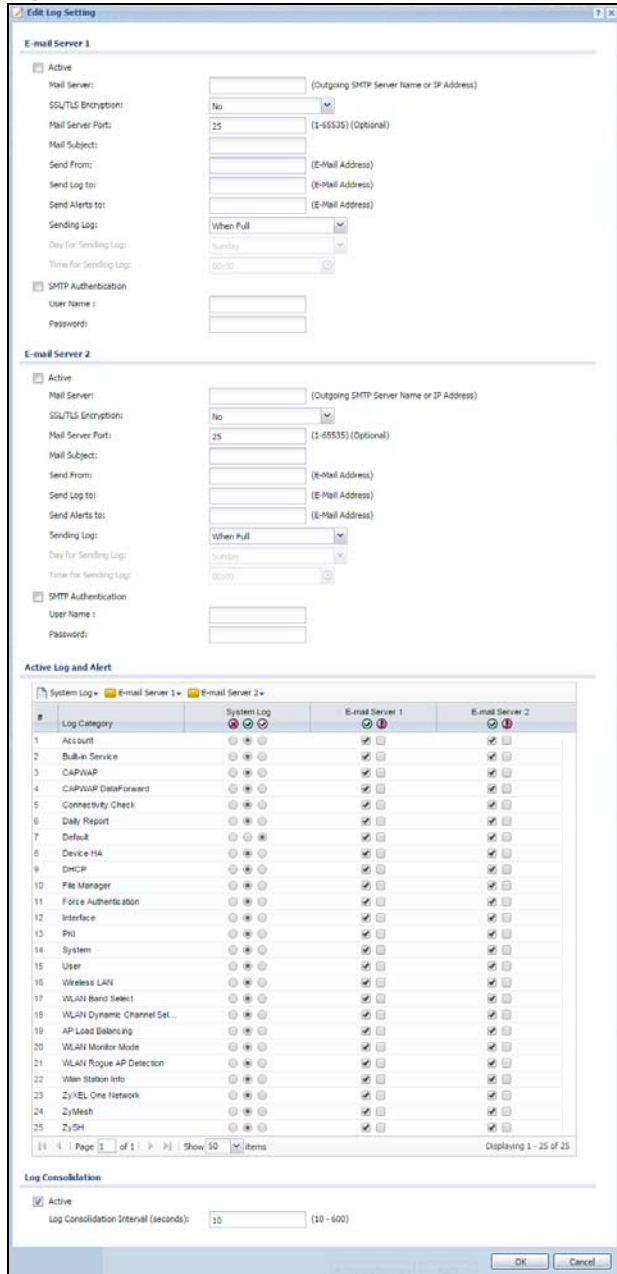 Edit Log Setting
E-mail Server 1
Active
Mail Server: (Outgoing SMTP Server Name or IP Address)
SSL/TLS Encryption: No
Mail Server Port: 25 (1-65535) (Optional)
Mail Subject:
Send From: (E-Mail Address)
Send Log to: (E-Mail Address)
Send Alerts to: (E-Mail Address)
Sending Log: When Full
Day for Sending Log: Sunday
Time for Sending Log: 00:00
SMTP Authentication
User Name :
Password:
E-mail Server 2
Active
Mail Server: (Outgoing SMTP Server Name or IP Address)
SSL/TLS Encryption: No
Mail Server Port: 25 (1-65535) (Optional)
Mail Subject:
Send From: (E-Mail Address)
Send Log to: (E-Mail Address)
Send Alerts to: (E-Mail Address)
Sending Log: When Full
Day for Sending Log: Sunday
Time for Sending Log: 00:00
SMTP Authentication
User Name :
Password:
Active Log and Alert
System Log E-mail Server 1 E-mail Server 2
# Log Category System Log E-mail Server 1 E-mail Server 2
1 Account
2 Built-in Service
3 CAPWAP
4 CAPWAP DataForward
5 Connectivity Check
6 Daily Report
7 Default
8 Device HA
9 DHCP
10 File Manager
11 Force Authentication
12 Interface
13 PKI
14 System
15 User
16 Wireless LAN
17 WLAN Band Select
18 WLAN Dynamic Channel Sel...
19 AP Load Balancing
20 WLAN Monitor Mode
21 WLAN Rogue AP Detection
22 Wlan Station Info
23 ZyXEL One Network
24 ZyMesh
25 ZySH
Page 1 of 1 Show 50 items Displaying 1 - 25 of 25
Log Consolidation
Active
Log Consolidation Interval (seconds): 10 (10 - 600)
OK Cancel